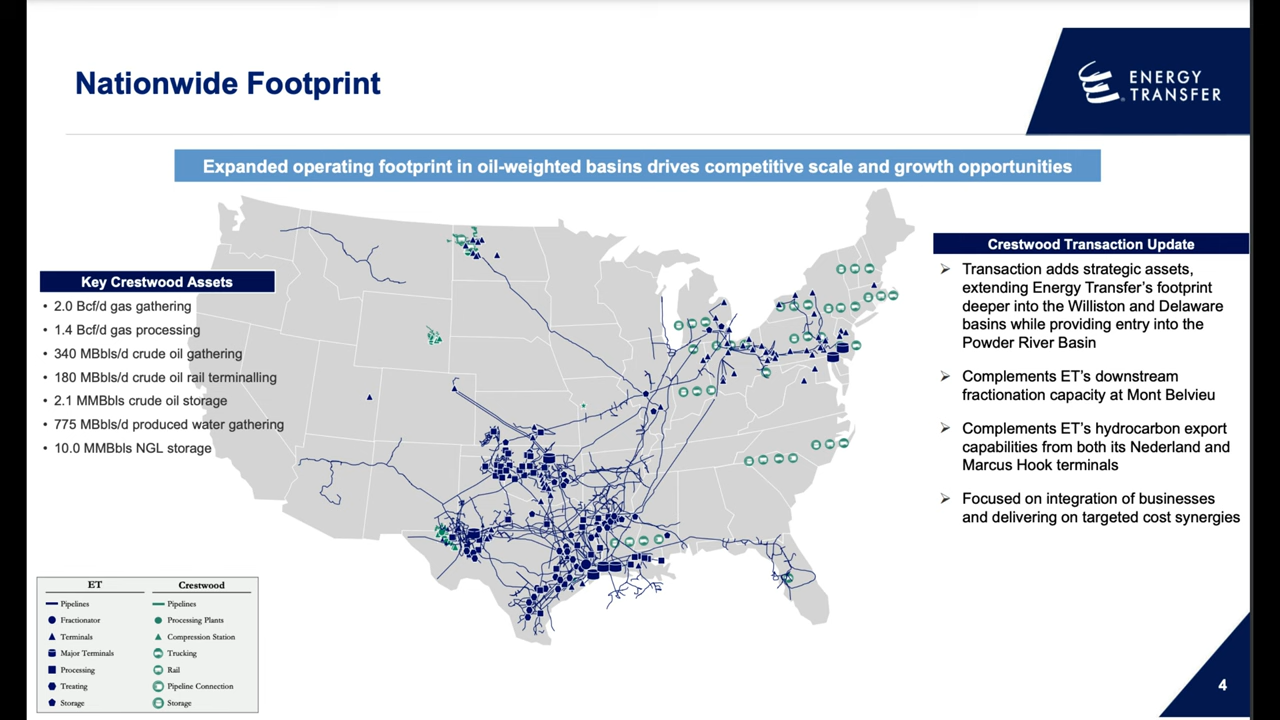 Nationwide Footprint
ENERGY
TRANSFER
Expanded operating footprint in oil-weighted basins drives competitive scale and growth opportunities
Key Crestwood Assets
• 2.0 Bcf/d gas gathering
• 1.4 Bcf/d gas processing
• 340 MBbls/d crude oil gathering
• 180 MBbls/d crude oil rail terminalling
• 2.1 MMBbls crude oil storage
• 775 MBbls/d produced water gathering
• 10.0 MMBbls NGL storage
Crestwood Transaction Update
➢ Transaction adds strategic assets,
extending Energy Transfer's footprint
deeper into the Williston and Delaware
basins while providing entry into the
Powder River Basin
➢ Complements ET's downstream
fractionation capacity at Mont Belvieu
➢ Complements ET's hydrocarbon export
capabilities from both its Nederland and
Marcus Hook terminals
➢ Focused on integration of businesses
and delivering on targeted cost synergies
ET
Pipelines
Fractionator
Terminals
Major Terminals
Processing
Treating
Storage
Crestwood
Pipelines
Processing Plants
Compression Station
Trucking
Rail
Pipeline Connection
Storage
4